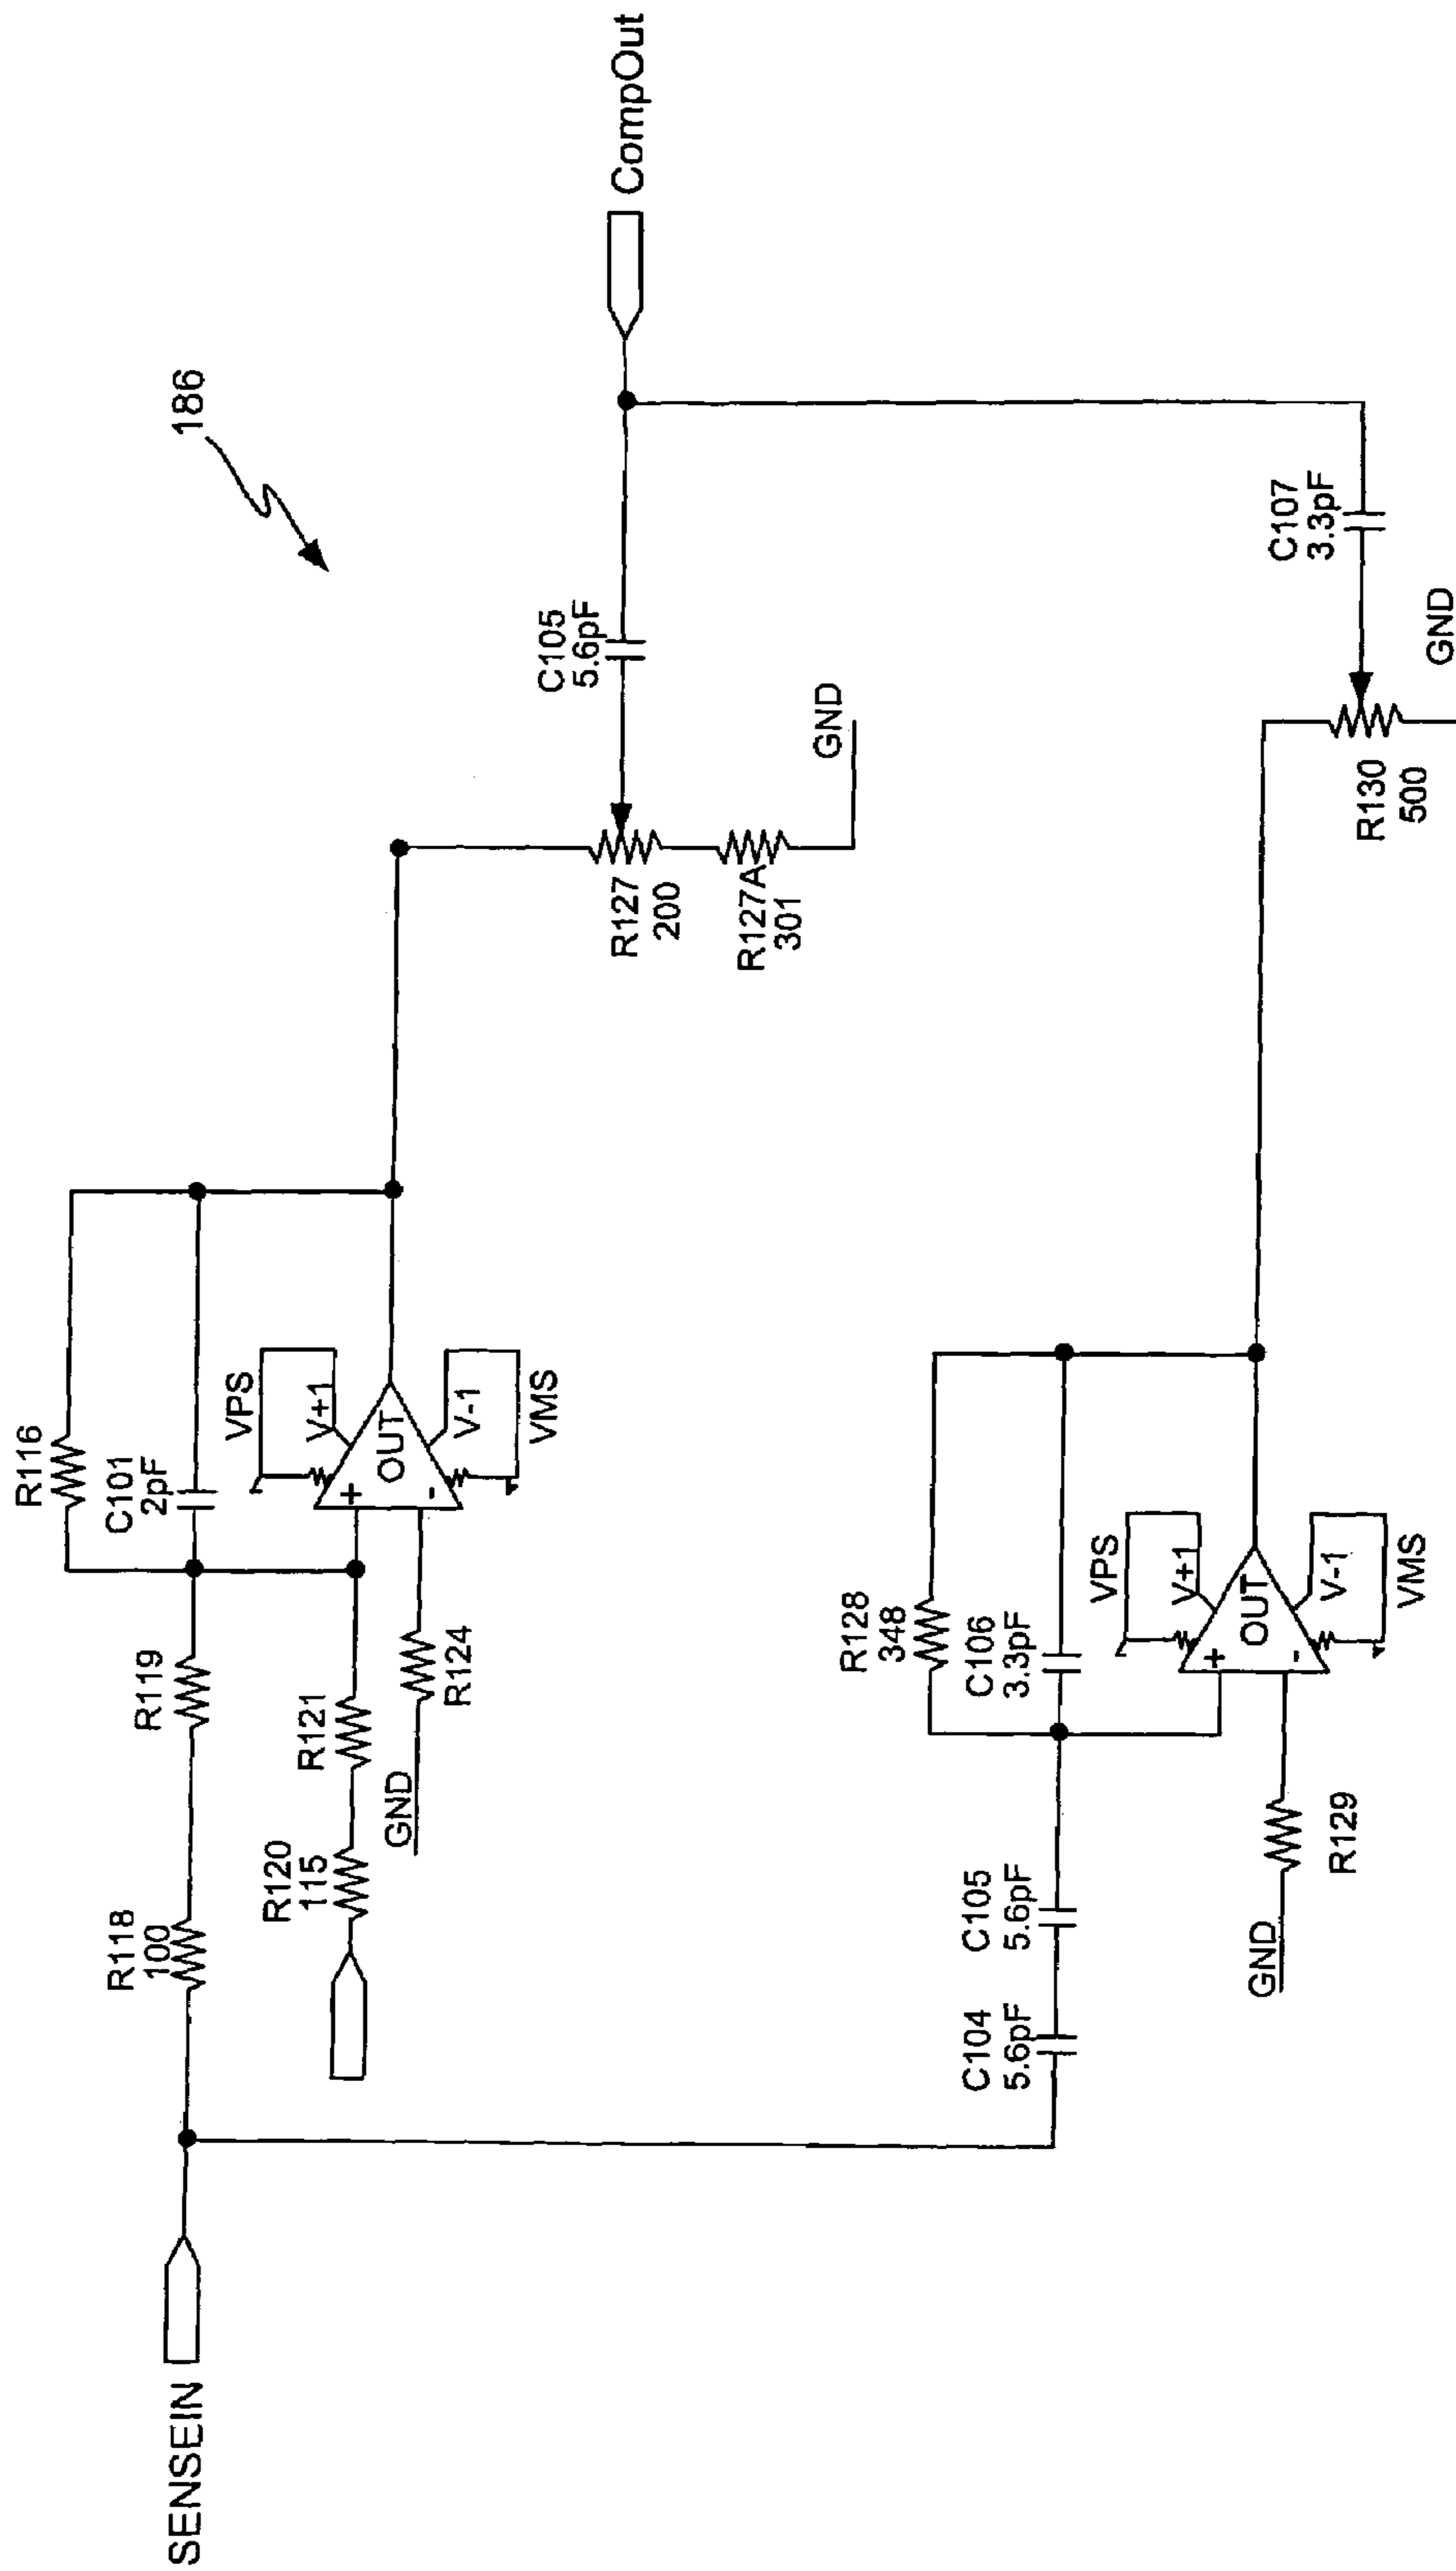 186
SENSEIN
R118
100
R119
R116
C101
2pF
R120
115
R121
GND
R124
VPS
V+1
+
OUT
-
V-1
VMS
R127
200
R127A
301
GND
C105
5.6pF
CompOut
C104
5.6pF
C105
5.6pF
R128
348
C106
3.3pF
GND
R129
VPS
V+1
+
OUT
-
V-1
VMS
R130
500
GND
C107
3.3pF